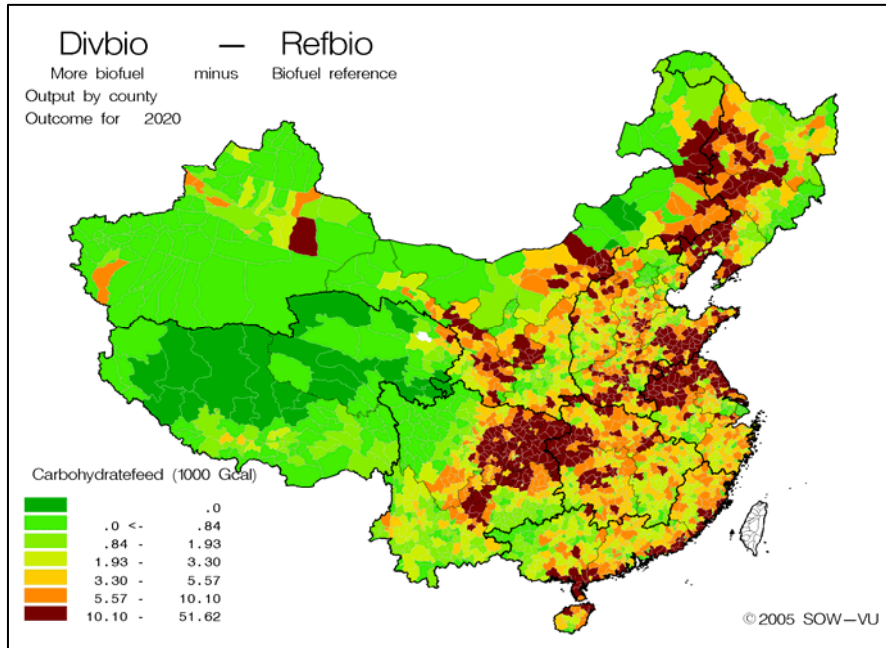 Divbio — Refbio
More biofuel minus Biofuel reference
Output by county
Outcome for 2020
Carbohydratefeed (1000 Gcal)
.0
.0 <- .84
.84 - 1.93
1.93 - 3.30
3.30 - 5.57
5.57 - 10.10
10.10 - 51.62
© 2005 SOW—VU